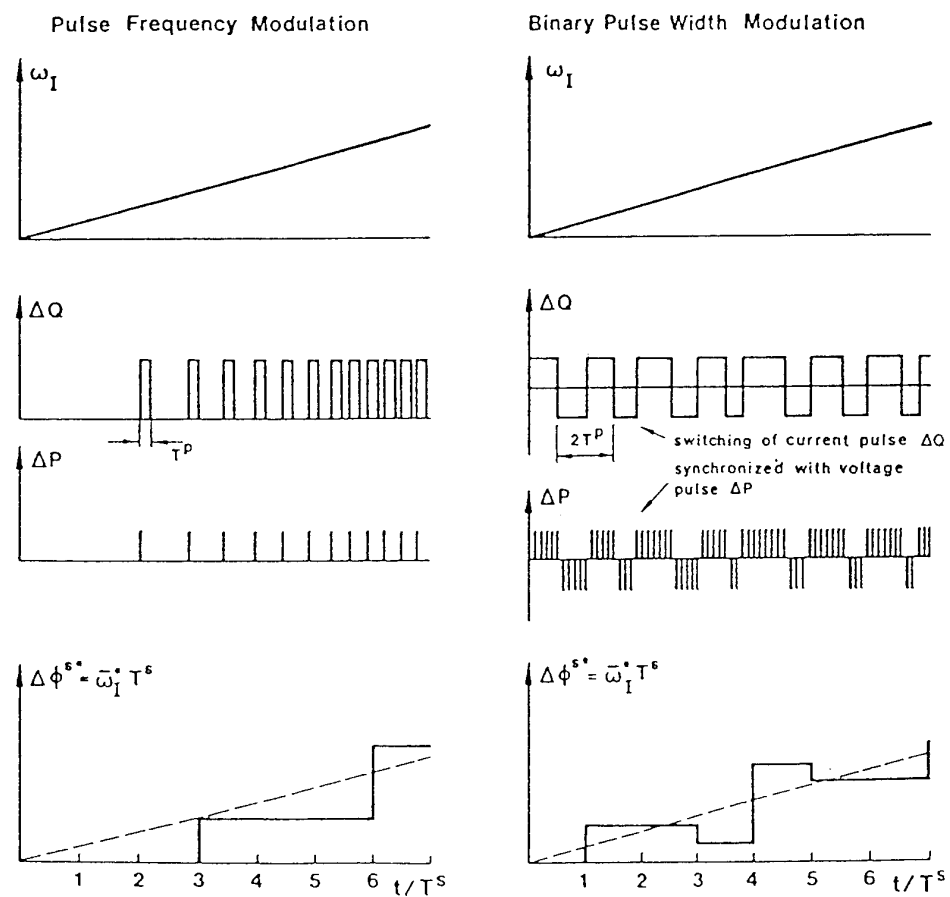 Pulse Frequency Modulation
ω_I
ΔQ
T^p
ΔP
Δϕ^s* = ω̄_I^* T^s
1 2 3 4 5 6 t/T^s
Binary Pulse Width Modulation
ω_I
ΔQ
2T^p
switching of current pulse ΔQ
synchronized with voltage
pulse ΔP
ΔP
Δϕ^s* = ω̄_I^* T^s
1 2 3 4 5 6 t/T^s